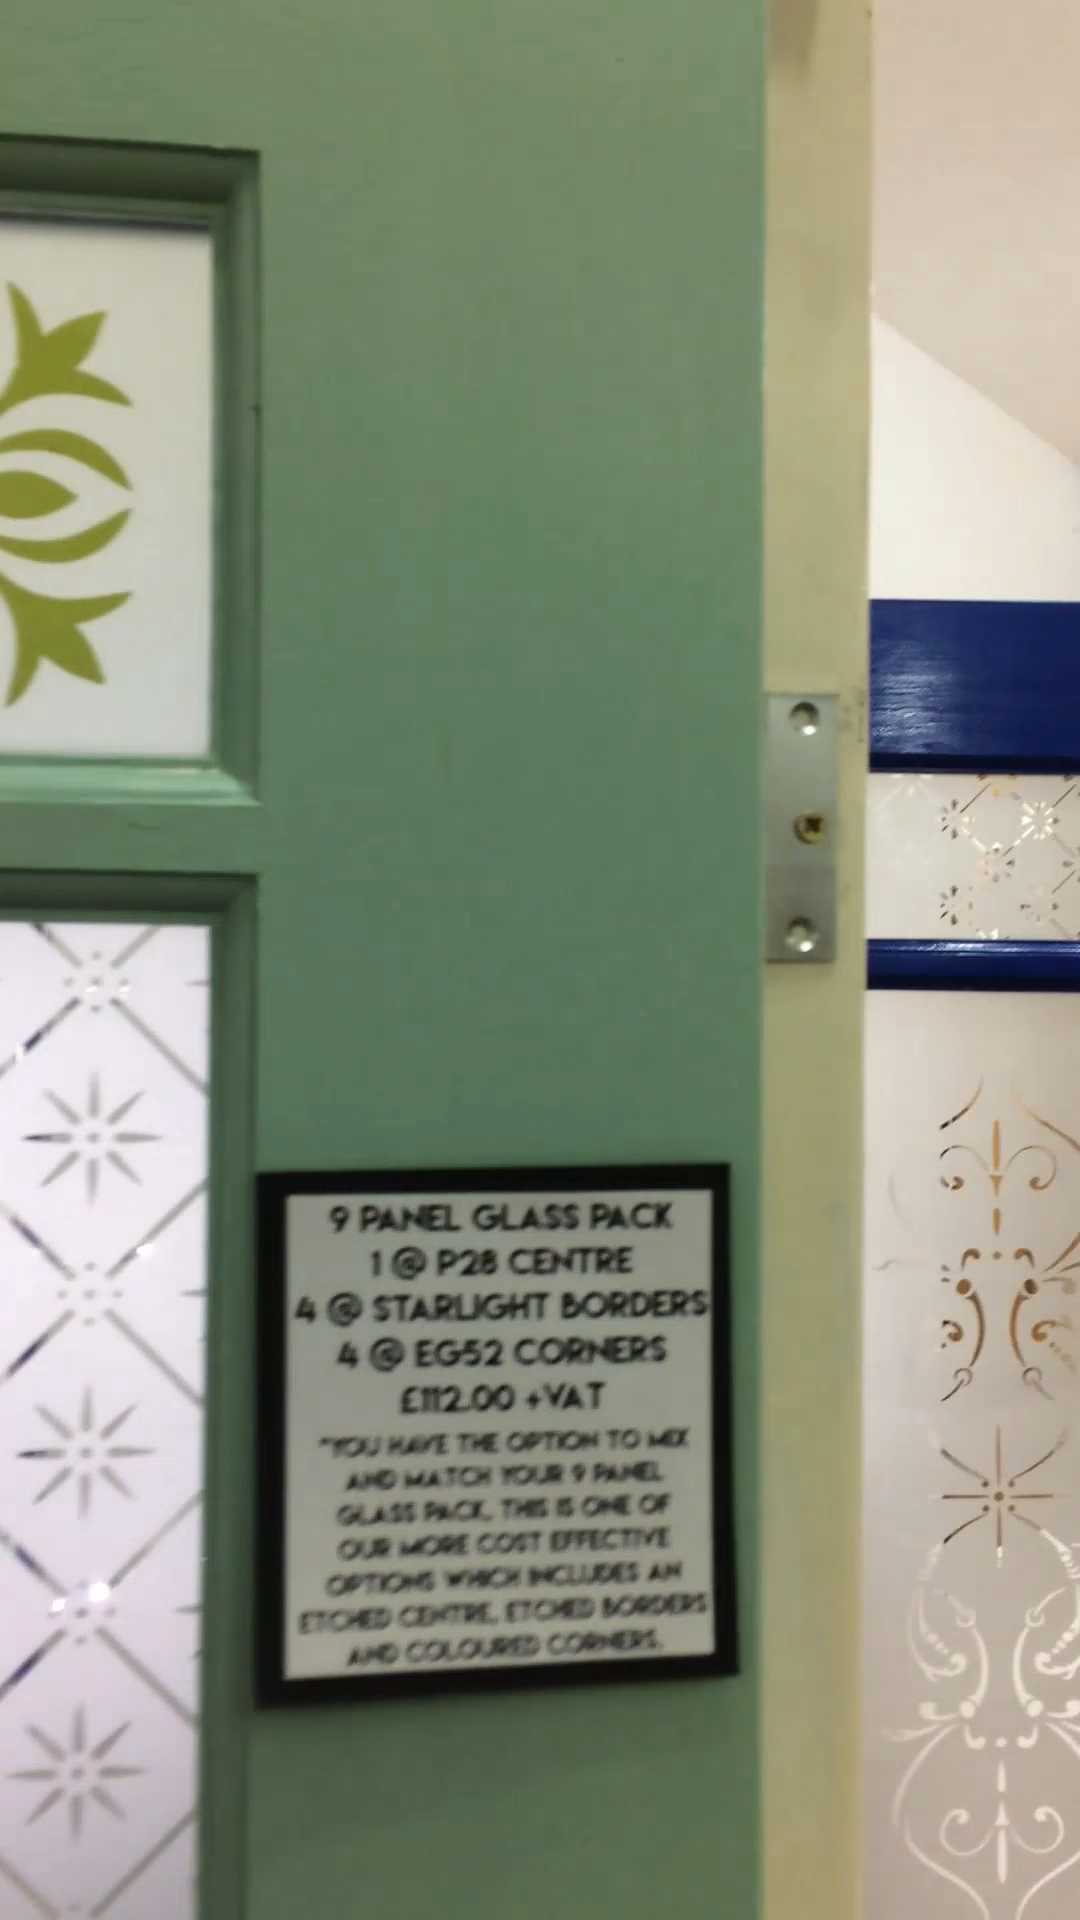 9 PANEL GLASS PACK
1 @ P28 CENTRE
4 @ STARLIGHT BORDERS
4 @ EG52 CORNERS
£112.00 +VAT
*YOU HAVE THE OPTION TO MIX
AND MATCH YOUR 9 PANEL
GLASS PACK. THIS IS ONE OF
OUR MORE COST EFFECTIVE
OPTIONS WHICH INCLUDES AN
ETCHED CENTRE, ETCHED BORDERS
AND COLOURED CORNERS.